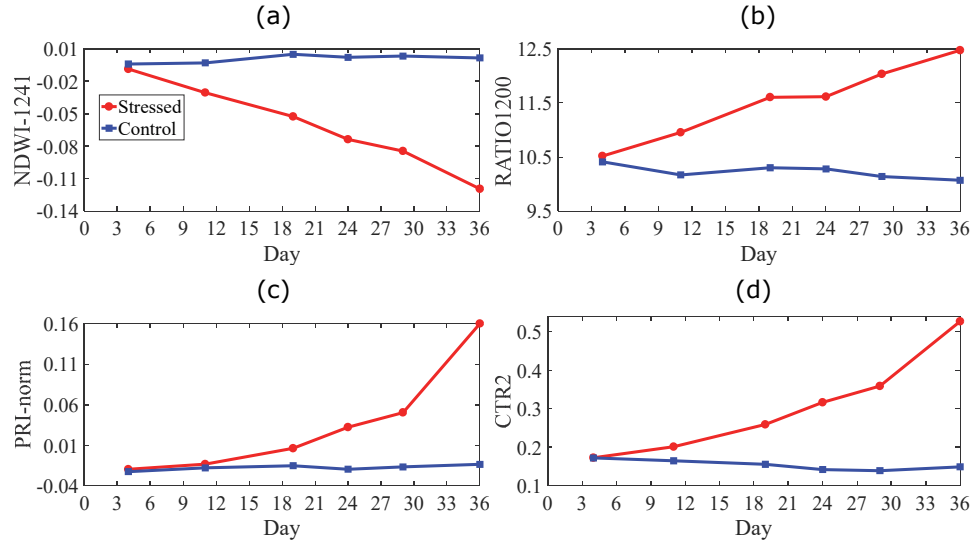 (a)
0.01
-0.02
-0.05
-0.08
-0.11
-0.14
NDWI-1241
Stressed
Control
0 3 6 9 12 15 18 21 24 27 30 33 36
Day
(b)
12.5
11.5
10.5
9.5
RATIO1200
0 3 6 9 12 15 18 21 24 27 30 33 36
Day
(c)
0.16
0.11
0.06
0.01
-0.04
PRI-norm
0 3 6 9 12 15 18 21 24 27 30 33 36
Day
(d)
0.5
0.4
0.3
0.2
0.1
CTR2
0 3 6 9 12 15 18 21 24 27 30 33 36
Day